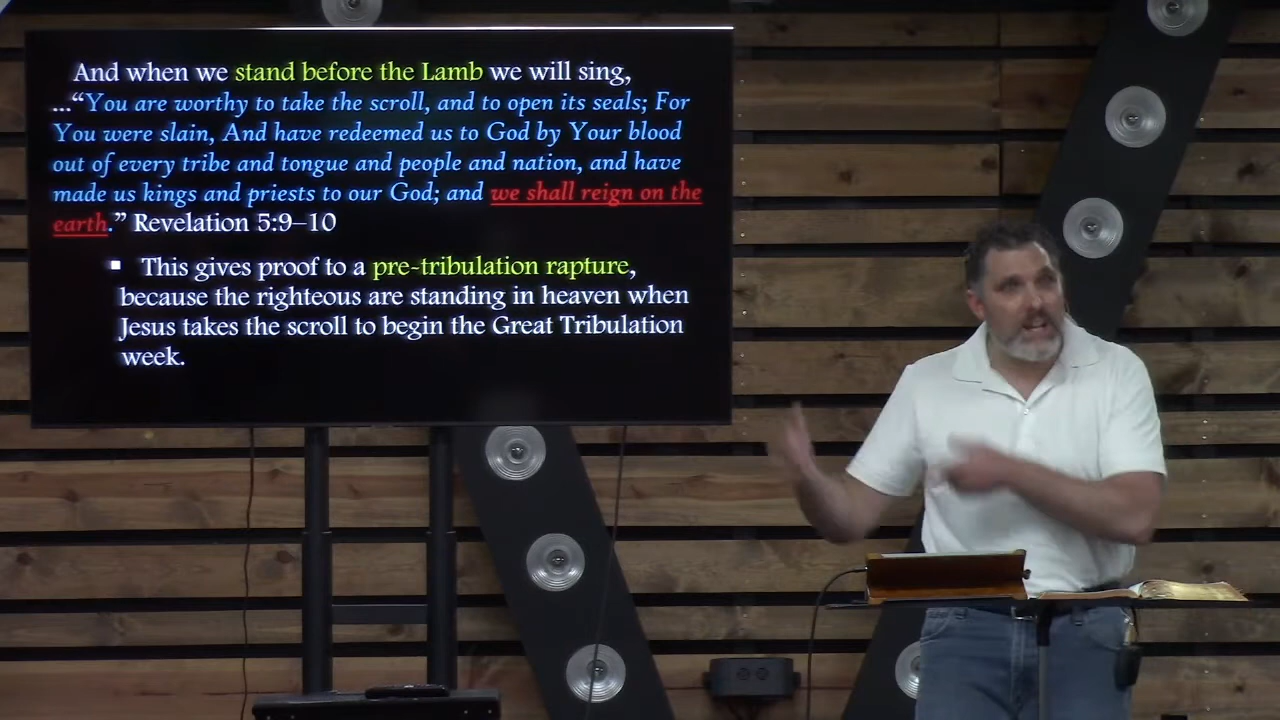 And when we stand before the Lamb we will sing,
…“You are worthy to take the scroll, and to open its seals; For
You were slain, And have redeemed us to God by Your blood
out of every tribe and tongue and people and nation, and have
made us kings and priests to our God; and we shall reign on the
earth.” Revelation 5:9–10
▪ This gives proof to a pre-tribulation rapture,
because the righteous are standing in heaven when
Jesus takes the scroll to begin the Great Tribulation
week.